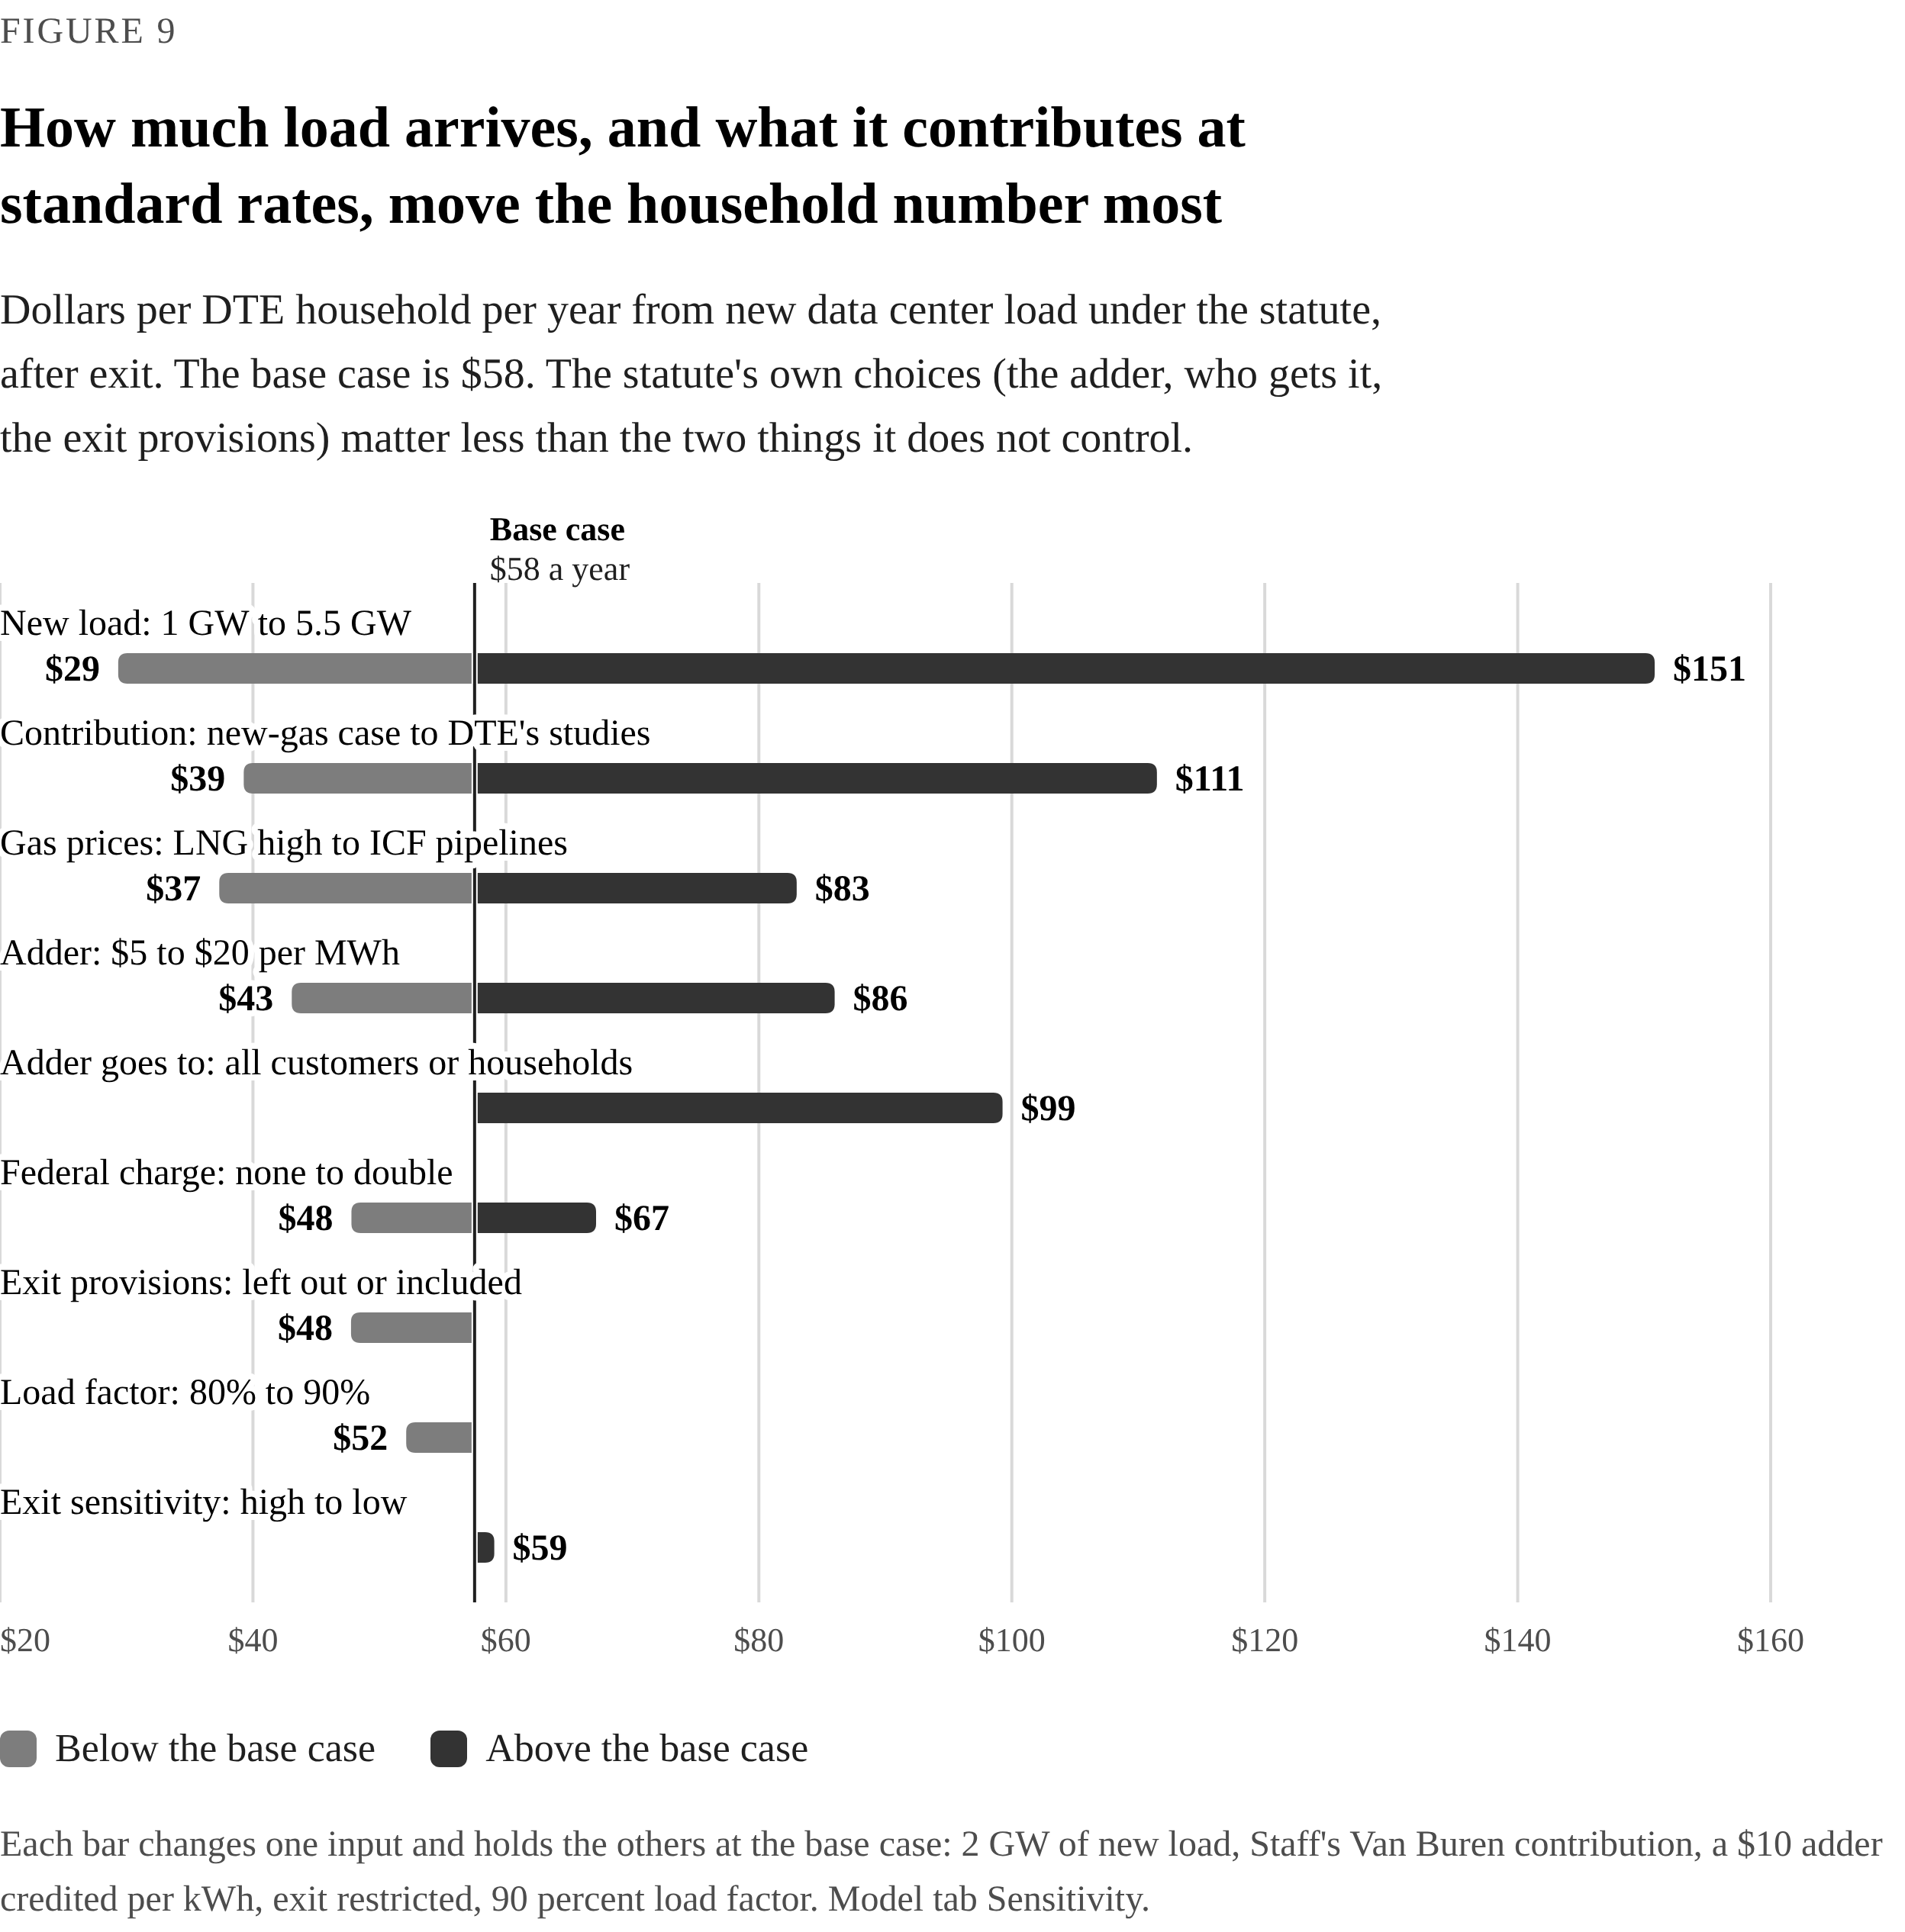 FIGURE 9
How much load arrives, and what it contributes at
standard rates, move the household number most
Dollars per DTE household per year from new data center load under the statute,
after exit. The base case is $58. The statute's own choices (the adder, who gets it,
the exit provisions) matter less than the two things it does not control.
Base case
$58 a year
New load: 1 GW to 5.5 GW
$29 $151
Contribution: new-gas case to DTE's studies
$39 $111
Gas prices: LNG high to ICF pipelines
$37 $83
Adder: $5 to $20 per MWh
$43 $86
Adder goes to: all customers or households
$99
Federal charge: none to double
$48 $67
Exit provisions: left out or included
$48
Load factor: 80% to 90%
$52
Exit sensitivity: high to low
$59
$20 $40 $60 $80 $100 $120 $140 $160
Below the base case Above the base case
Each bar changes one input and holds the others at the base case: 2 GW of new load, Staff's Van Buren contribution, a $10 adder
credited per kWh, exit restricted, 90 percent load factor. Model tab Sensitivity.